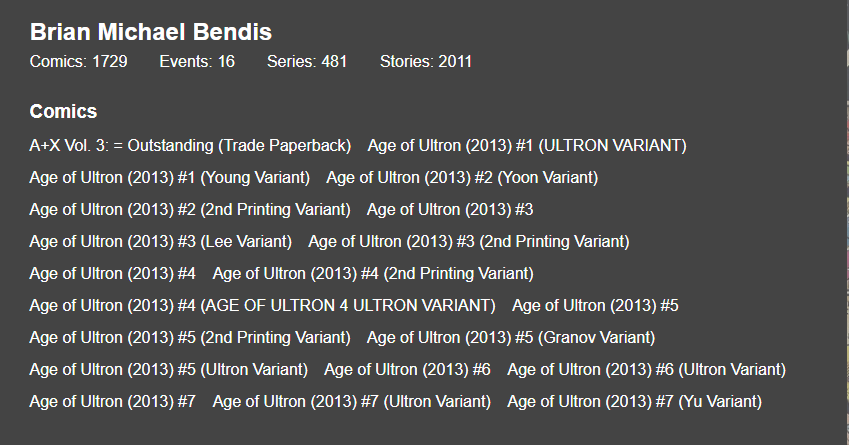 Brian Michael Bendis
Comics: 1729 Events: 16 Series: 481 Stories: 2011
Comics
A+X Vol. 3: = Outstanding (Trade Paperback) Age of Ultron (2013) #1 (ULTRON VARIANT)
Age of Ultron (2013) #1 (Young Variant) Age of Ultron (2013) #2 (Yoon Variant)
Age of Ultron (2013) #2 (2nd Printing Variant) Age of Ultron (2013) #3
Age of Ultron (2013) #3 (Lee Variant) Age of Ultron (2013) #3 (2nd Printing Variant)
Age of Ultron (2013) #4 Age of Ultron (2013) #4 (2nd Printing Variant)
Age of Ultron (2013) #4 (AGE OF ULTRON 4 ULTRON VARIANT) Age of Ultron (2013) #5
Age of Ultron (2013) #5 (2nd Printing Variant) Age of Ultron (2013) #5 (Granov Variant)
Age of Ultron (2013) #5 (Ultron Variant) Age of Ultron (2013) #6 Age of Ultron (2013) #6 (Ultron Variant)
Age of Ultron (2013) #7 Age of Ultron (2013) #7 (Ultron Variant) Age of Ultron (2013) #7 (Yu Variant)